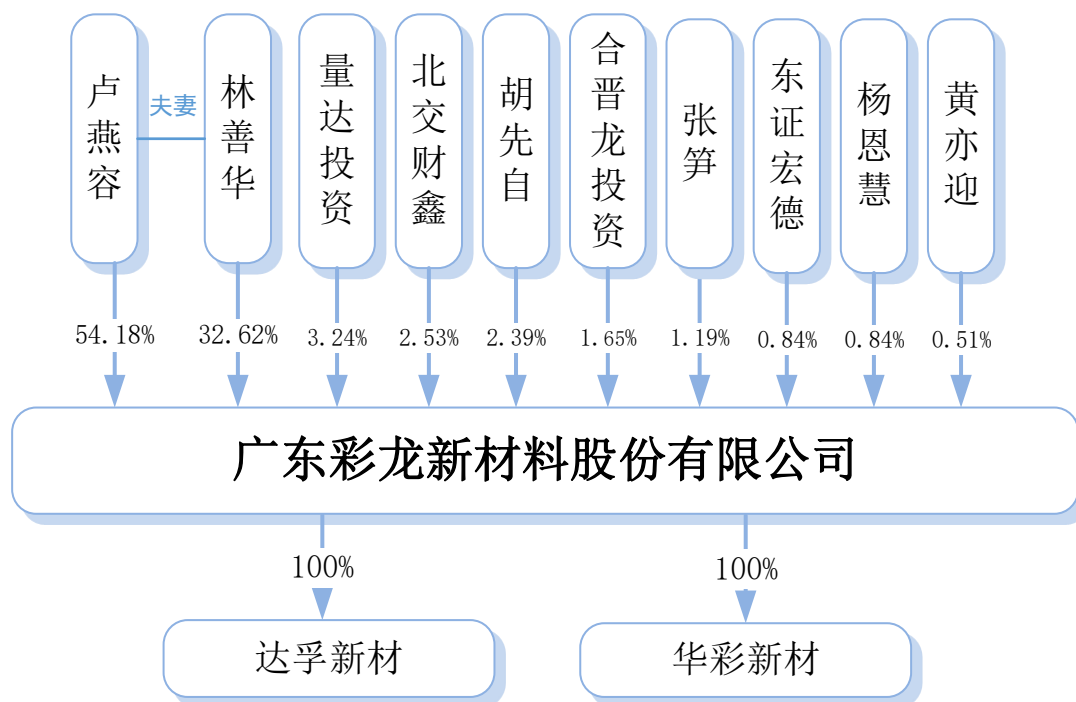 卢燕容
夫妻
林善华
量达投资
北交财鑫
胡先自
合晋龙投资
张笋
东证宏德
杨恩慧
黄亦迎
54.18%
32.62%
3.24%
2.53%
2.39%
1.65%
1.19%
0.84%
0.84%
0.51%
广东彩龙新材料股份有限公司
100%
100%
达孚新材
华彩新材